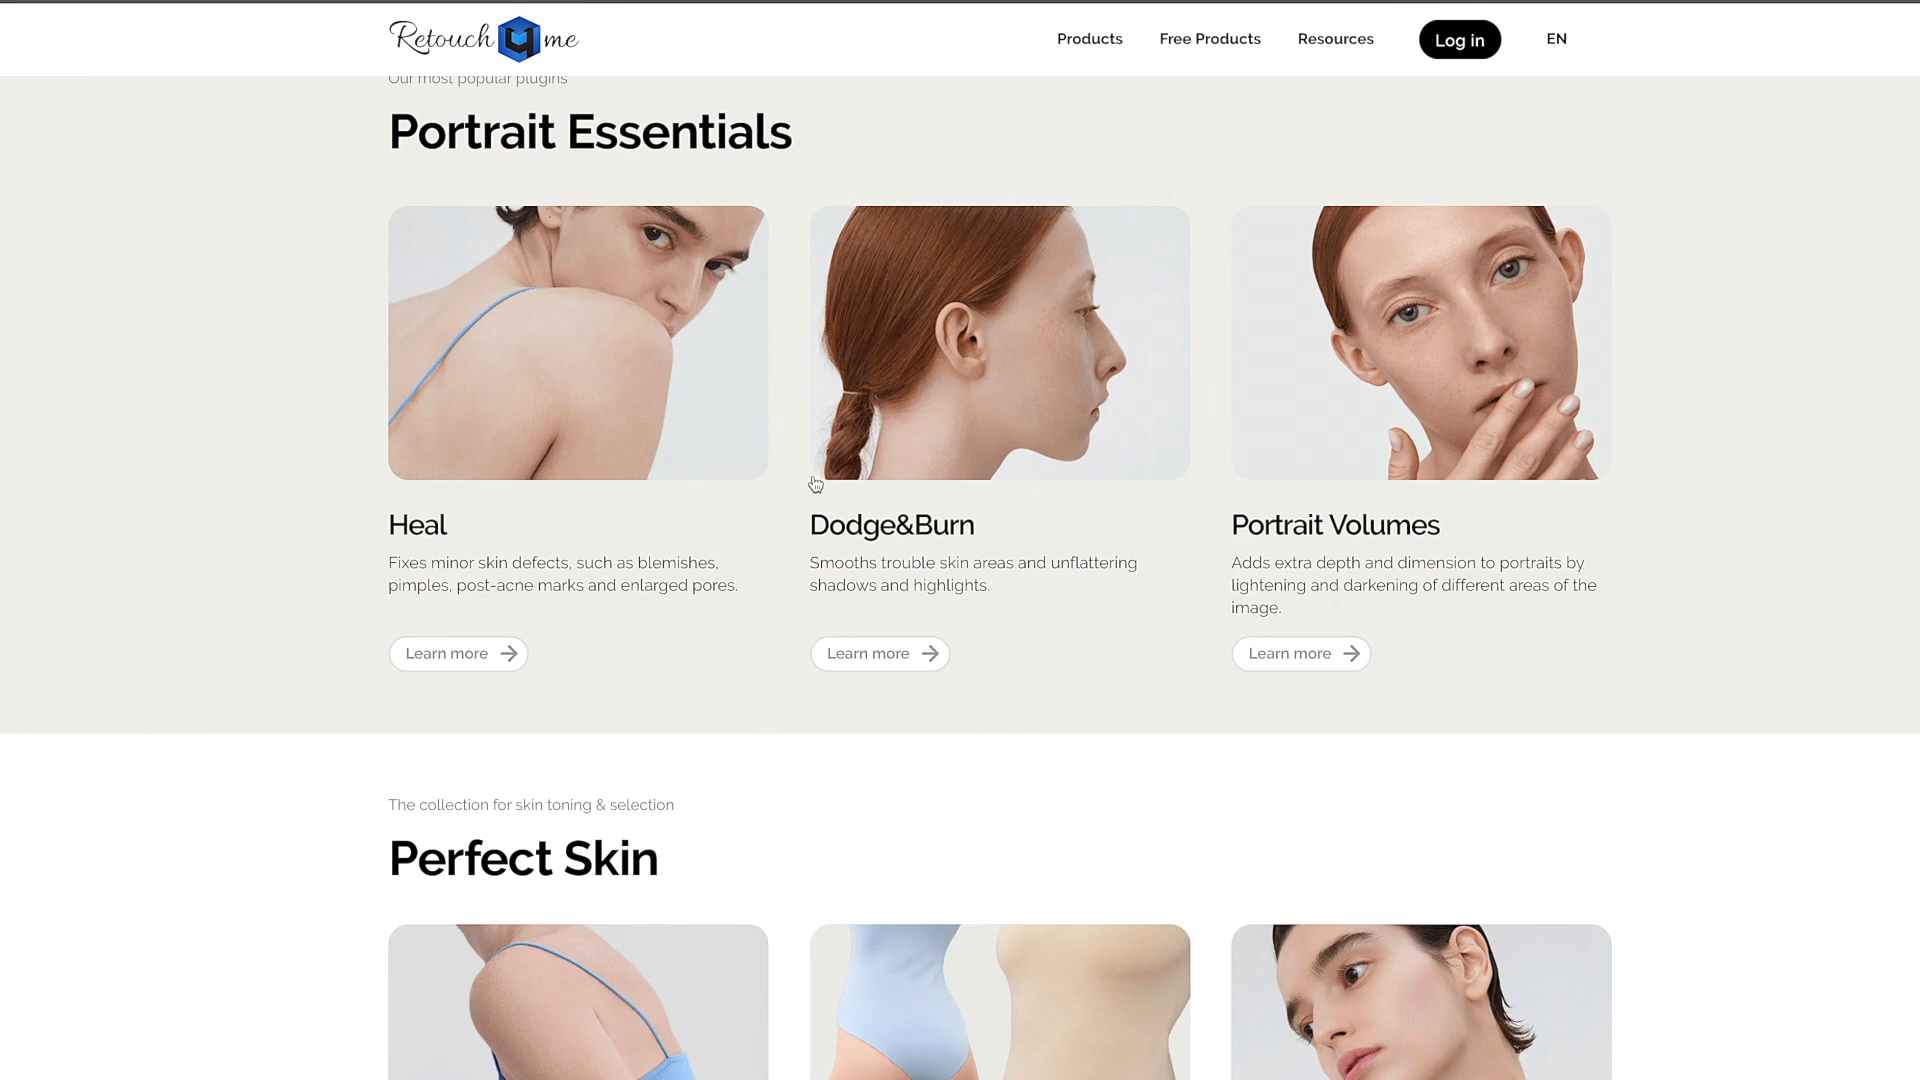 Retouch4me
Products
Free Products
Resources
Log in
EN
Our most popular plugins
Portrait Essentials
Heal
Fixes minor skin defects, such as blemishes,
pimples, post-acne marks and enlarged pores.
Learn more
Dodge&Burn
Smooths trouble skin areas and unflattering
shadows and highlights.
Learn more
Portrait Volumes
Adds extra depth and dimension to portraits by
lightening and darkening of different areas of the
image.
Learn more
The collection for skin toning & selection
Perfect Skin